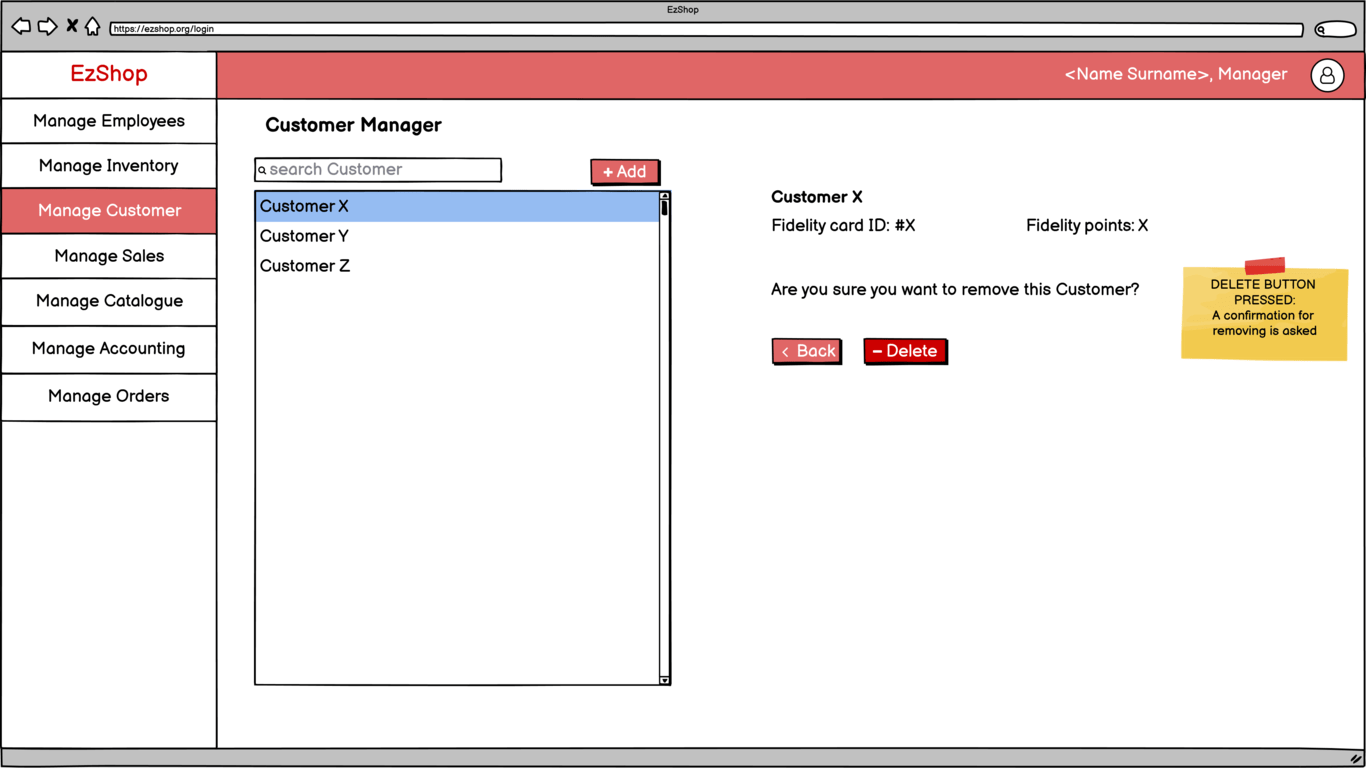 EzShop
https://ezshop.org/login
EzShop
<Name Surname>, Manager
Manage Employees
Manage Inventory
Manage Customer
Manage Sales
Manage Catalogue
Manage Accounting
Manage Orders
Customer Manager
search Customer
+ Add
Customer X
Customer Y
Customer Z
Customer X
Fidelity card ID: #X
Fidelity points: X
Are you sure you want to remove this Customer?
< Back
− Delete
DELETE BUTTON
PRESSED:
A confirmation for
removing is asked